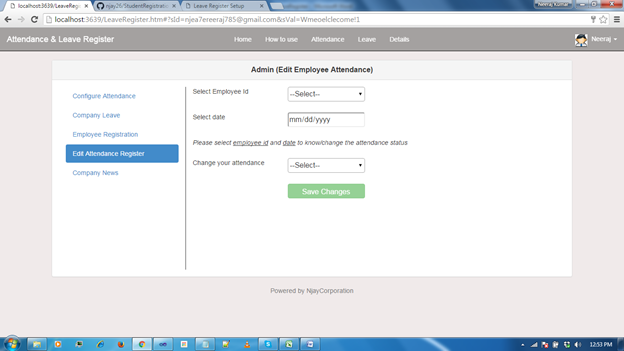 Neeraj Kumar
localhost:3639/LeaveRegi
njay26/StudentRegistratio
Leave Register Setup
localhost:3639/LeaveRegister.htm#?sId=njea7ereeraj785@gmail.com&sVal=Wmeoelclecome!1
Attendance & Leave Register
Home
How to use
Attendance
Leave
Details
Neeraj
Admin (Edit Employee Attendance)
Configure Attendance
Company Leave
Employee Registration
Edit Attendance Register
Company News
Select Employee Id
--Select--
Select date
mm/dd/yyyy
Please select employee id and date to know/change the attendance status
Change your attendance
--Select--
Save Changes
Powered by NjayCorporation
12:53 PM